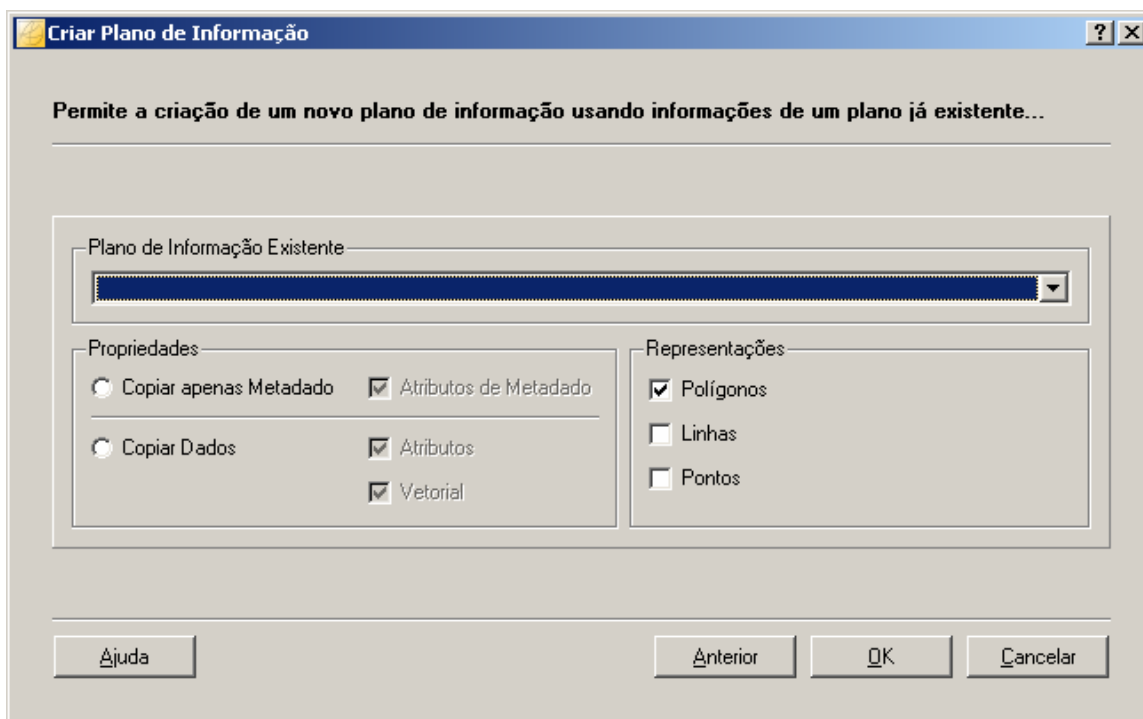 Criar Plano de Informação
Permite a criação de um novo plano de informação usando informações de um plano já existente...
Plano de Informação Existente
Propriedades
Copiar apenas Metadado
Atributos de Metadado
Copiar Dados
Atributos
Vetorial
Representações
Polígonos
Linhas
Pontos
Ajuda
Anterior
OK
Cancelar